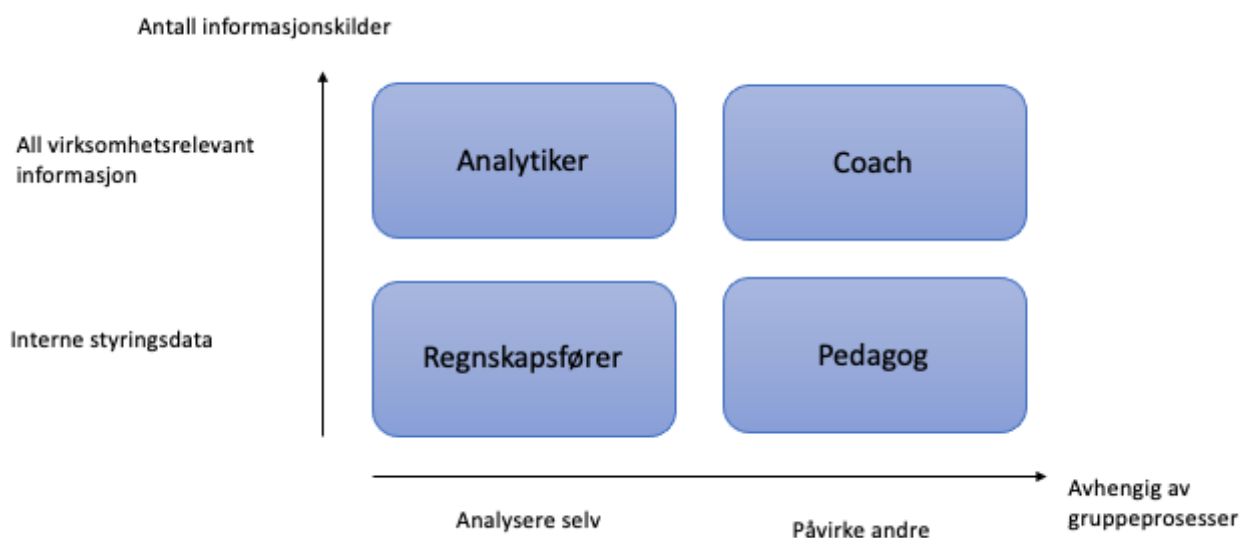 Antall informasjonskilder
All virksomhetsrelevant
informasjon
Analytiker
Coach
Interne styringsdata
Regnskapsfører
Pedagog
Analysere selv
Påvirke andre
Avhengig av
gruppeprosesser